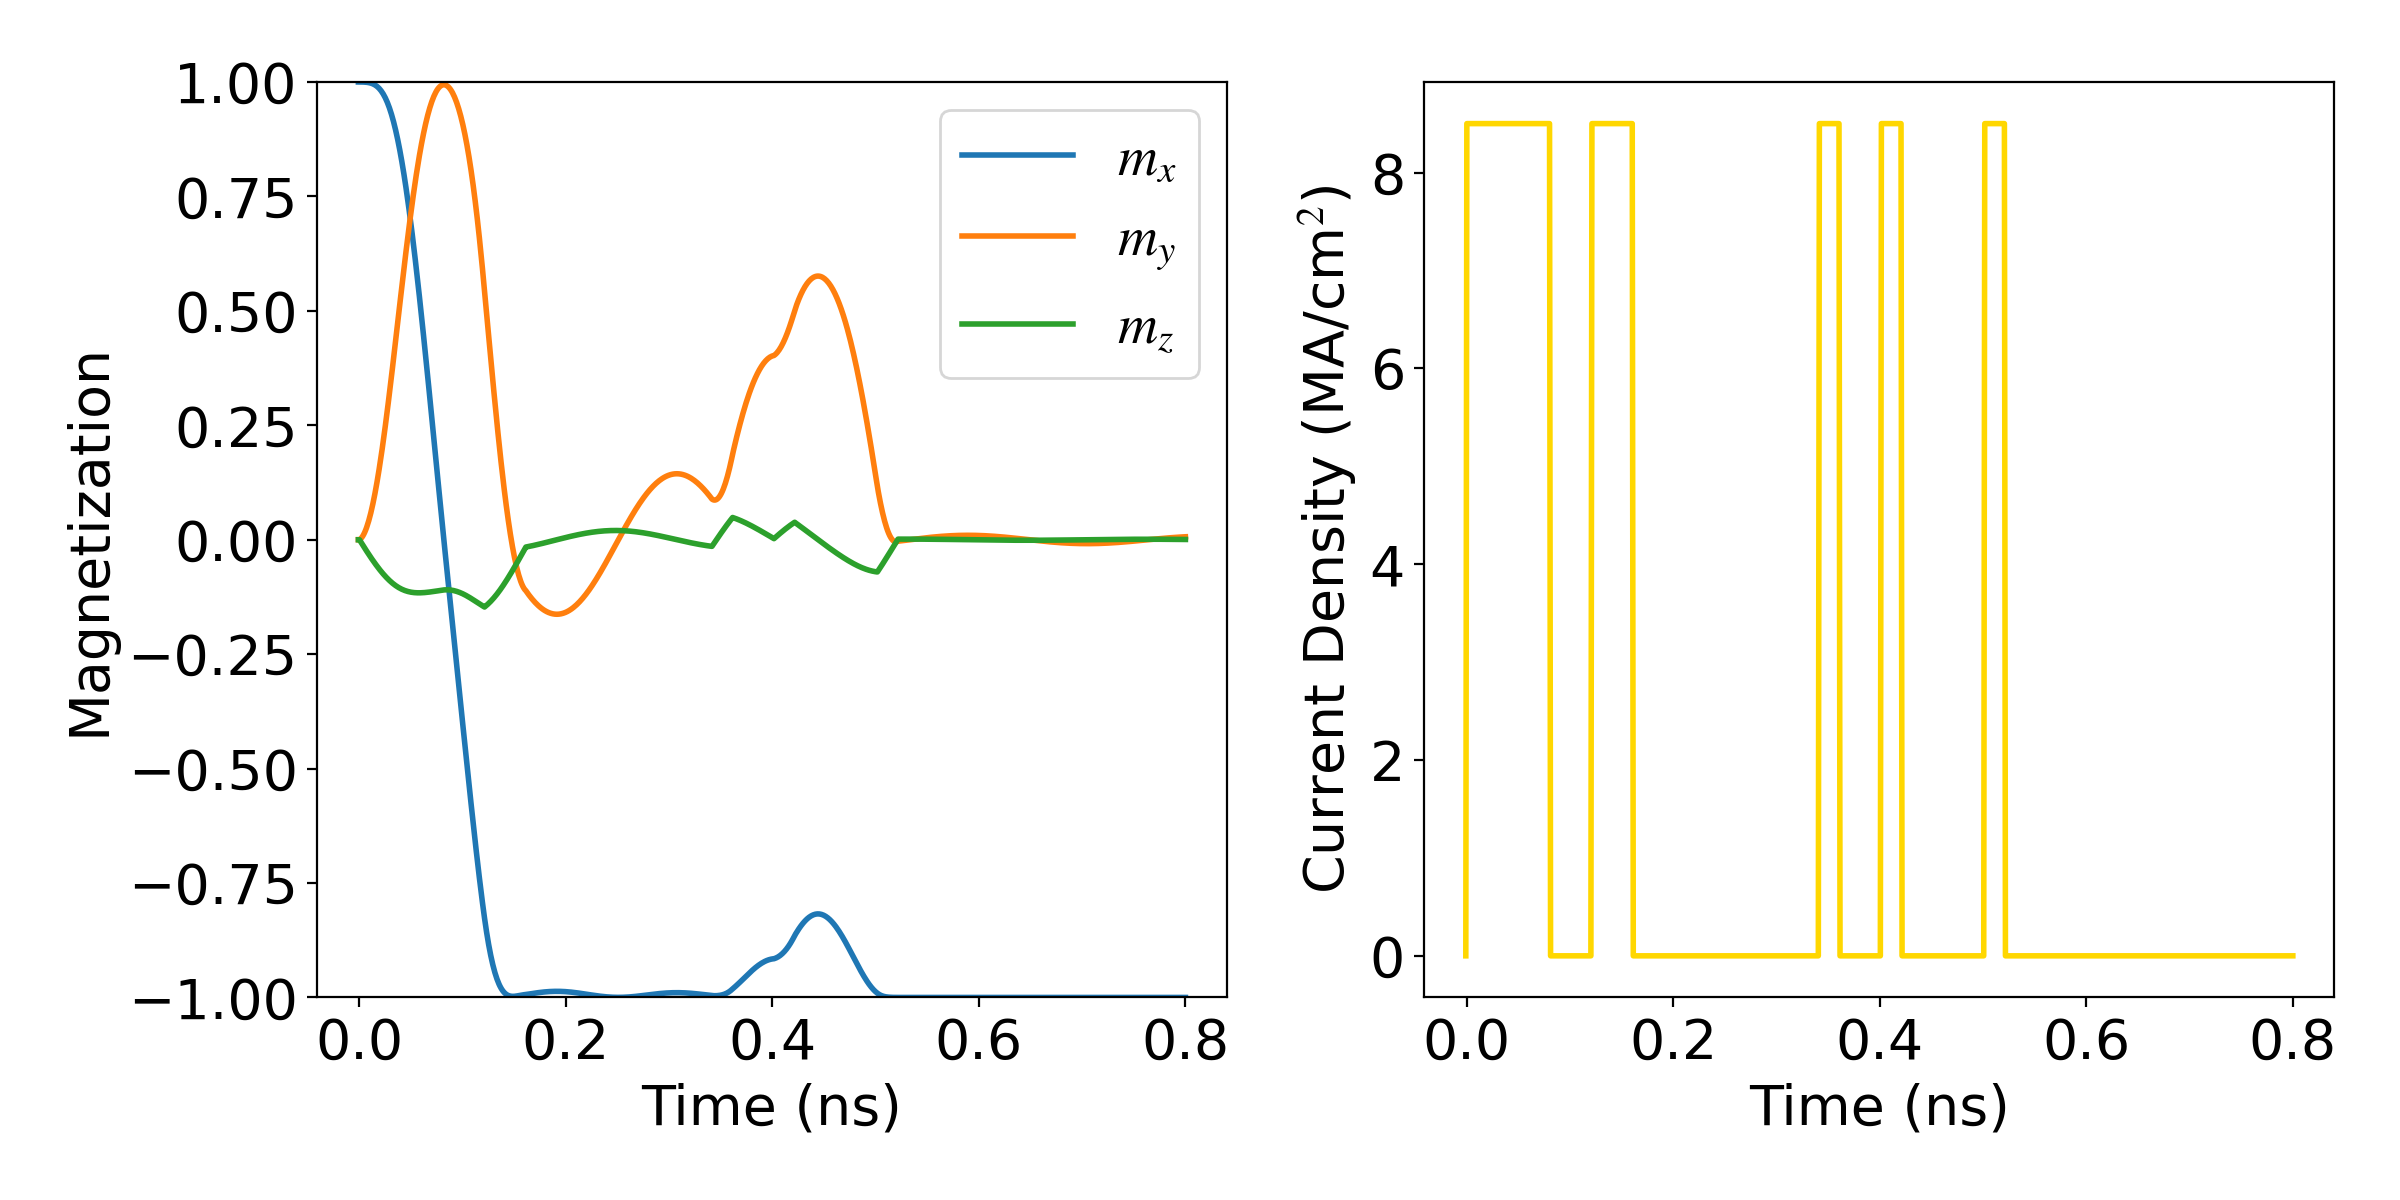 Magnetization
1.00
0.75
0.50
0.25
0.00
−0.25
−0.50
−0.75
−1.00
0.0 0.2 0.4 0.6 0.8
Time (ns)
mₓ
m_y
m_z
Current Density (MA/cm²)
8
6
4
2
0
0.0 0.2 0.4 0.6 0.8
Time (ns)